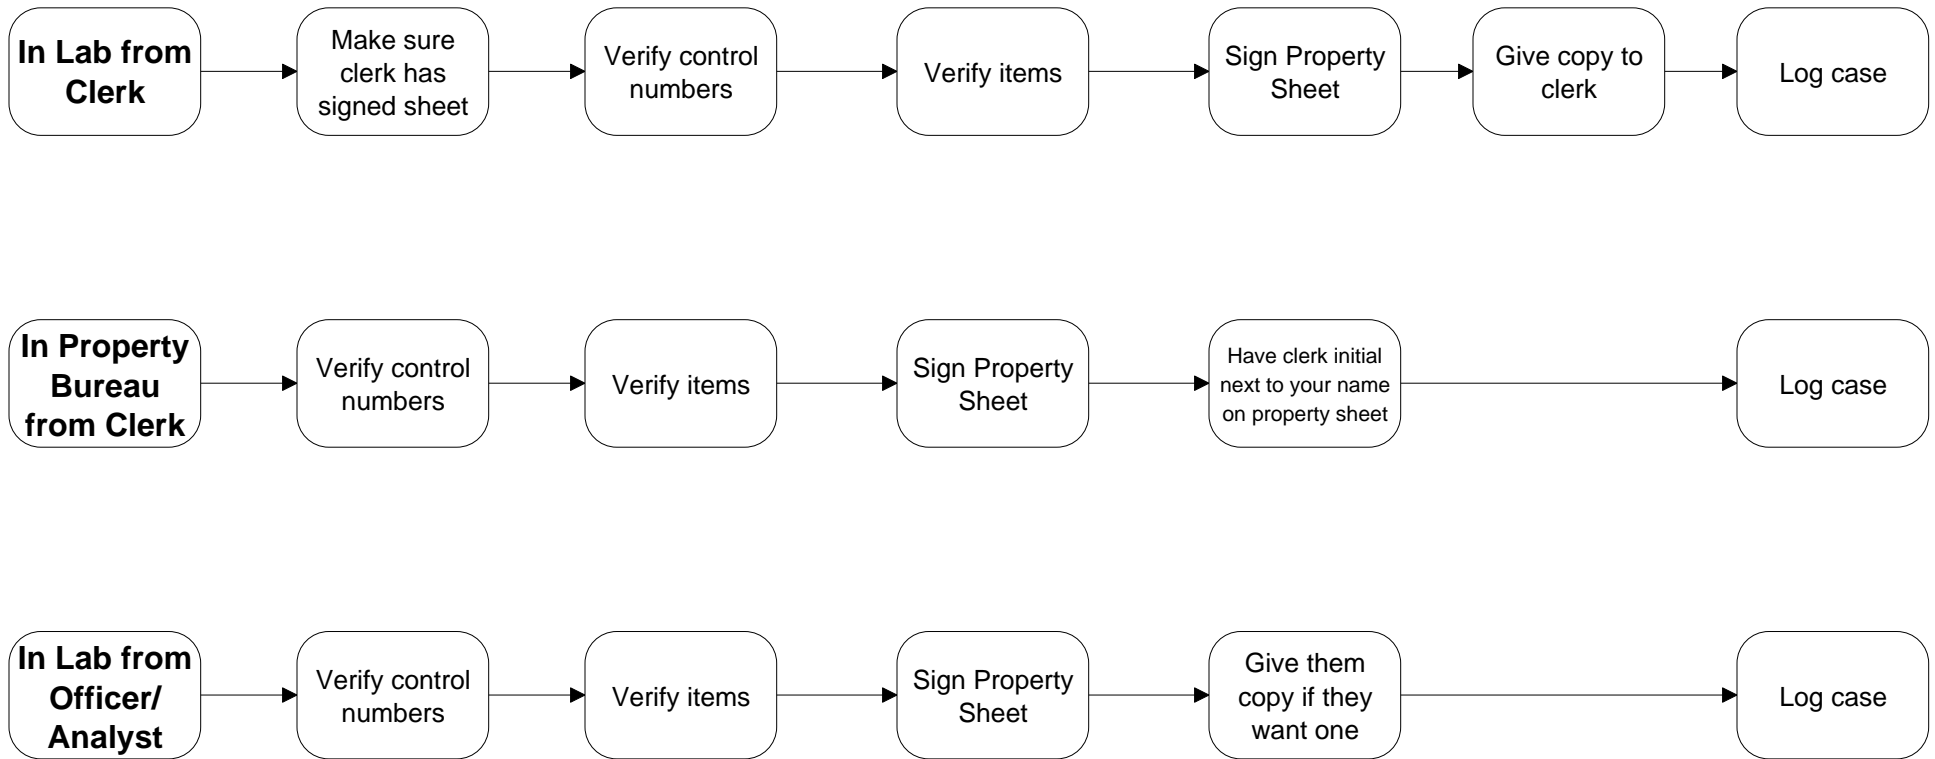 In Lab from
Clerk
Make sure
clerk has
signed sheet
Verify control
numbers
Verify items
Sign Property
Sheet
Give copy to
clerk
Log case
In Property
Bureau
from Clerk
Verify control
numbers
Verify items
Sign Property
Sheet
Have clerk initial
next to your name
on property sheet
Log case
In Lab from
Officer/
Analyst
Verify control
numbers
Verify items
Sign Property
Sheet
Give them
copy if they
want one
Log case